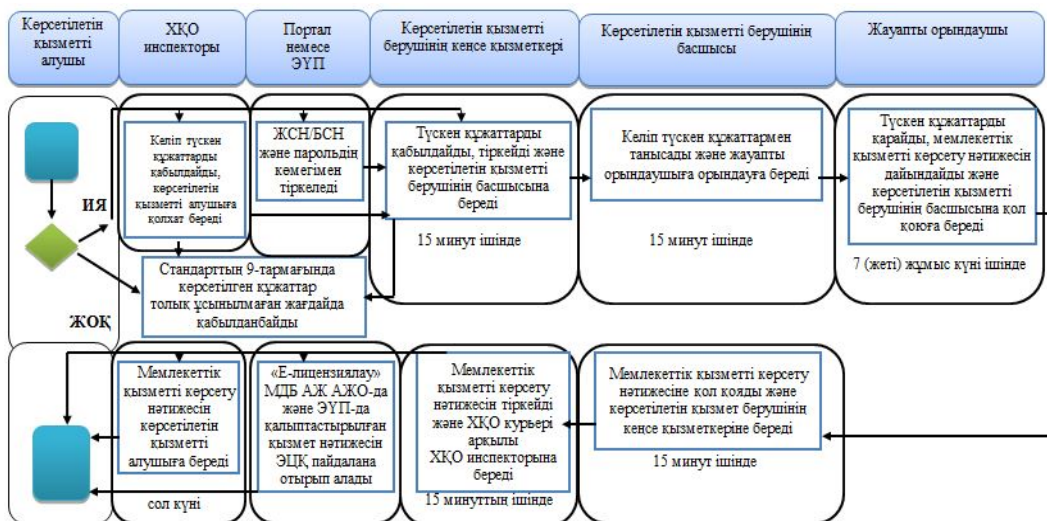 Көрсетілетін
қызметті
алушы
ХҚО
инспекторы
Портал
немесе
ЭҮП
Көрсетілетін қызметті
берушінің кеңсе қызметкері
Көрсетілетін қызметті берушінің
басшысы
Жауапты орындаушы
Келіп түскен
құжаттарды
қабылдайды,
көрсетілетін
қызметті алушыға
қолхат береді
ЖСН/БСН
және парольдің
көмегімен
тіркеледі
Түскен құжаттарды
қабылдайды, тіркейді және
көрсетілетін қызметті
берушінің басшысына
береді
15 минут ішінде
Келіп түскен құжаттармен
танысады және жауапты
орындаушыға орындауға береді
15 минут ішінде
Түскен құжаттарды
қарайды, мемлекеттік
қызметті көрсету нәтижесін
дайындайды және
көрсетілетін қызметті
берушінің басшысына қол
қоюға береді
7 (жеті) жұмыс күні ішінде
ИЯ
Стандарттың 9-тармағында
көрсетілген құжаттар
толық ұсынылмаған жағдайда
қабылданбайды
ЖОҚ
Мемлекеттік
қызметті көрсету
нәтижесін
көрсетілетін
қызметті
алушыға береді
сол күні
«Е-лицензиялау»
МДБ АЖ АЖО-да
және ЭҮП-да
қалыптастырылған
қызмет нәтижесін
ЭЦҚ пайдалана
отырып алады
Мемлекеттік
қызметті көрсету
нәтижесін тіркейді
және ХҚО курьері
арқылы
ХҚО инспекторына
береді
15 минуттың ішінде
Мемлекеттік қызметті көрсету
нәтижесіне қол қояды және
көрсетілетін қызмет берушінің
кеңсе қызметкеріне береді
15 минут ішінде